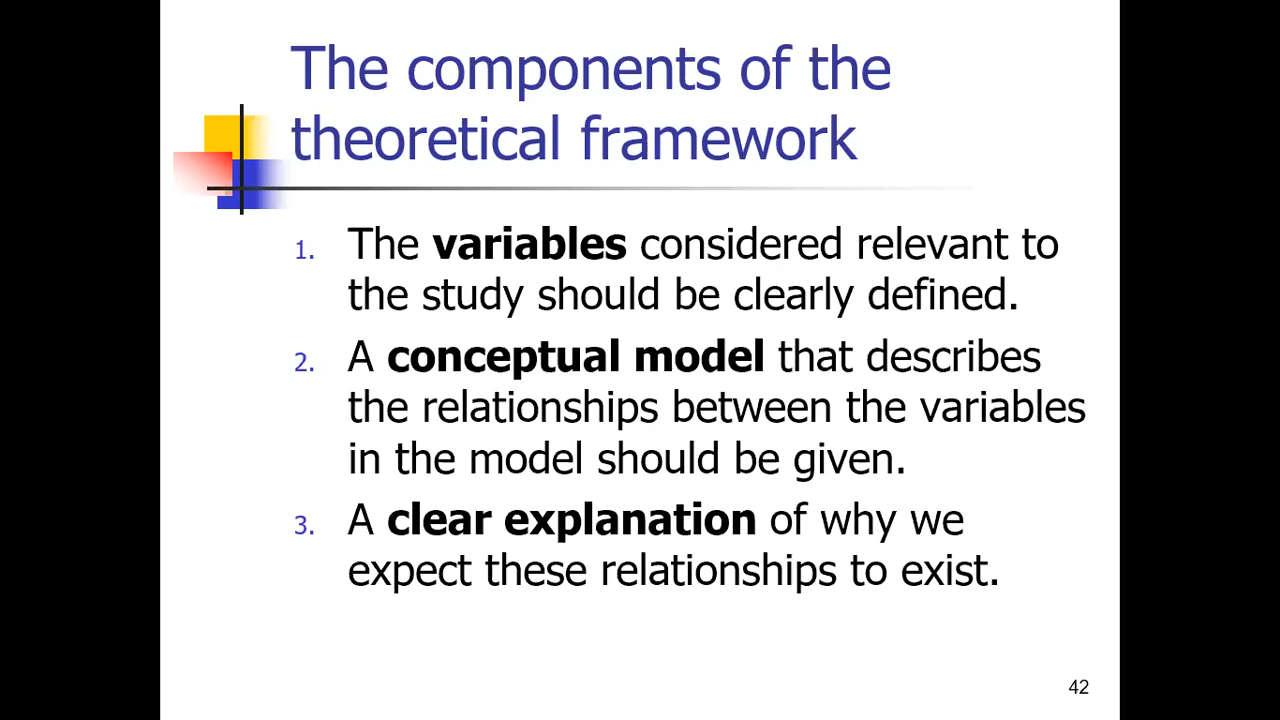 The components of the
theoretical framework
1. The variables considered relevant to
the study should be clearly defined.
2. A conceptual model that describes
the relationships between the variables
in the model should be given.
3. A clear explanation of why we
expect these relationships to exist.
42